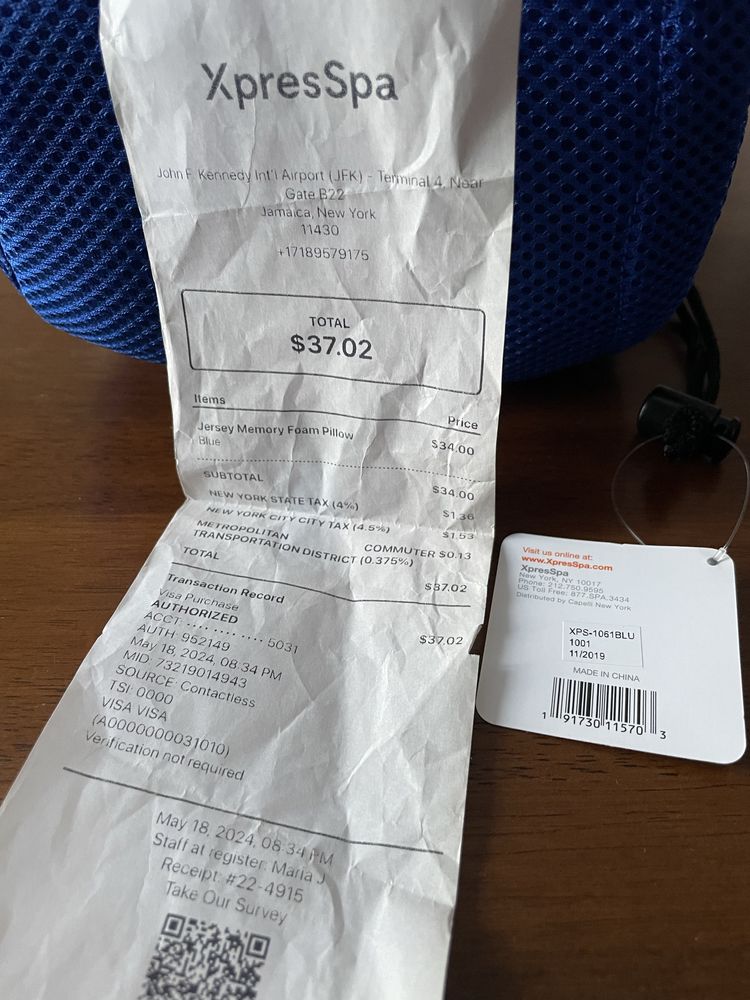 XpresSpa
John F Kennedy Int'l Airport (JFK) - Terminal 4, Near
Gate B22
Jamaica, New York
11430
+17189579175
TOTAL
$37.02
Items Price
Jersey Memory Foam Pillow $34.00
Blue
SUBTOTAL $34.00
NEW YORK STATE TAX (4%) $1.36
NEW YORK CITY CITY TAX (4.5%) $1.53
METROPOLITAN COMMUTER $0.13
TRANSPORTATION DISTRICT (0.375%)
TOTAL $37.02
Transaction Record
Visa Purchase $37.02
AUTHORIZED
ACCT: ............ 5031
AUTH: 952149
May 18, 2024, 08:34 PM
MID: 73219014943
SOURCE: Contactless
TSI: 0000
VISA VISA
(A0000000031010)
Verification not required
May 18, 2024, 08:34 PM
Staff at register: Maria J
Receipt: #22-4915
Take Our Survey
Visit us online at:
www.XpresSpa.com
XpresSpa
New York, NY 10017
Phone: 212.750.9595
US Toll Free: 877.SPA.3434
Distributed by Capelli New York
XPS-1061BLU
1001
11/2019
MADE IN CHINA
1 91730 11570 3